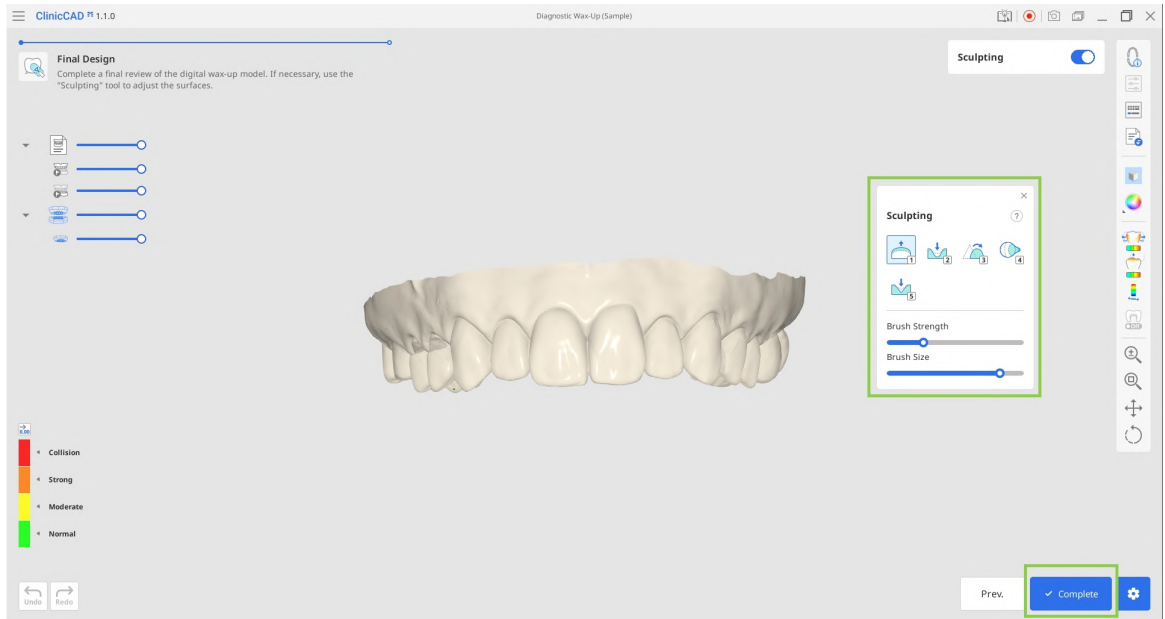 ClinicCAD 1.1.0
Diagnostic Wax-Up (Sample)
Final Design
Complete a final review of the digital wax-up model. If necessary, use the
"Sculpting" tool to adjust the surfaces.
Sculpting
Sculpting
?
1
2
3
4
5
Brush Strength
Brush Size
0.00
Collision
Strong
Moderate
Normal
Undo
Redo
Prev.
Complete